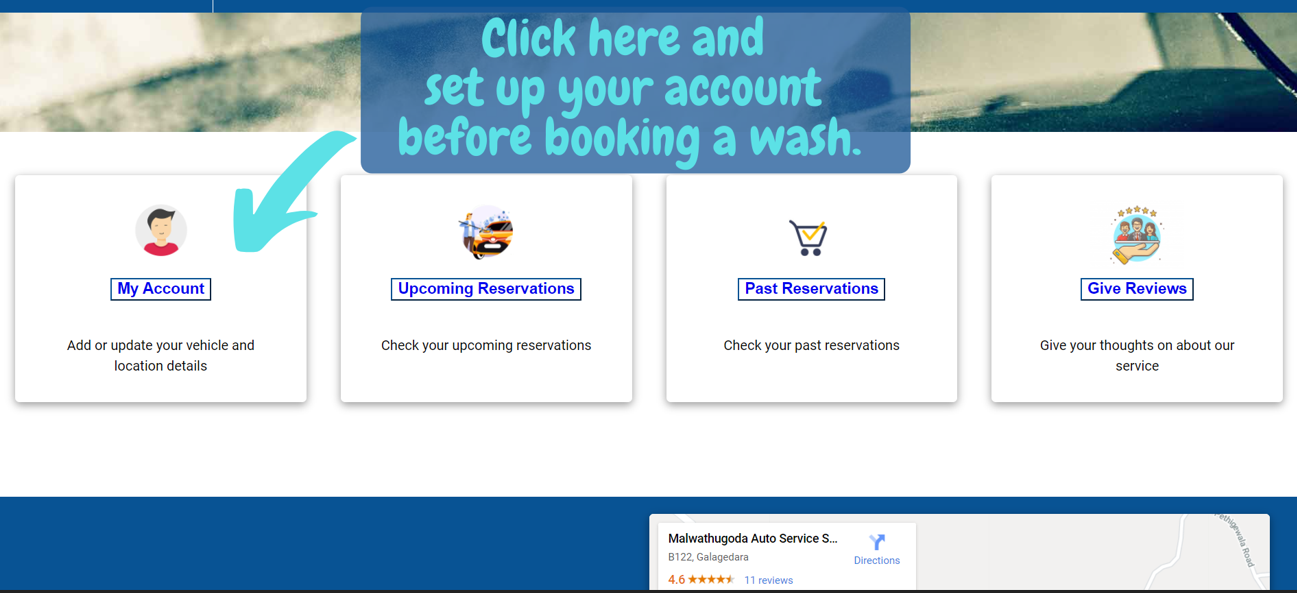 Click here and
set up your account
before booking a wash.
My Account
Add or update your vehicle and
location details
Upcoming Reservations
Check your upcoming reservations
Past Reservations
Check your past reservations
Give Reviews
Give your thoughts on about our
service
Malwathugoda Auto Service S...
B122, Galagedara
4.6
11 reviews
Directions
ethigewala Road